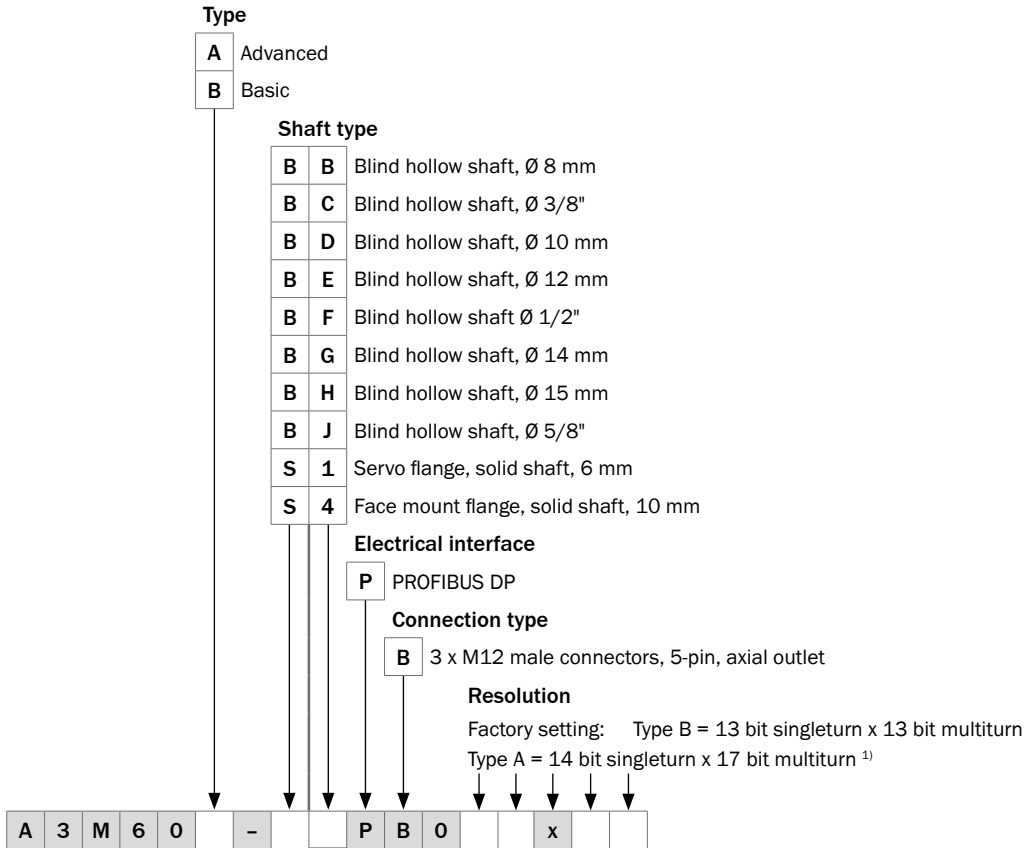 Type
A Advanced
B Basic
Shaft type
B B Blind hollow shaft, Ø 8 mm
B C Blind hollow shaft, Ø 3/8"
B D Blind hollow shaft, Ø 10 mm
B E Blind hollow shaft, Ø 12 mm
B F Blind hollow shaft Ø 1/2"
B G Blind hollow shaft, Ø 14 mm
B H Blind hollow shaft, Ø 15 mm
B J Blind hollow shaft, Ø 5/8"
S 1 Servo flange, solid shaft, 6 mm
S 4 Face mount flange, solid shaft, 10 mm
Electrical interface
P PROFIBUS DP
Connection type
B 3 x M12 male connectors, 5-pin, axial outlet
Resolution
Factory setting: Type B = 13 bit singleturn x 13 bit multiturn
Type A = 14 bit singleturn x 17 bit multiturn 1)
A 3 M 6 0 – P B 0 x